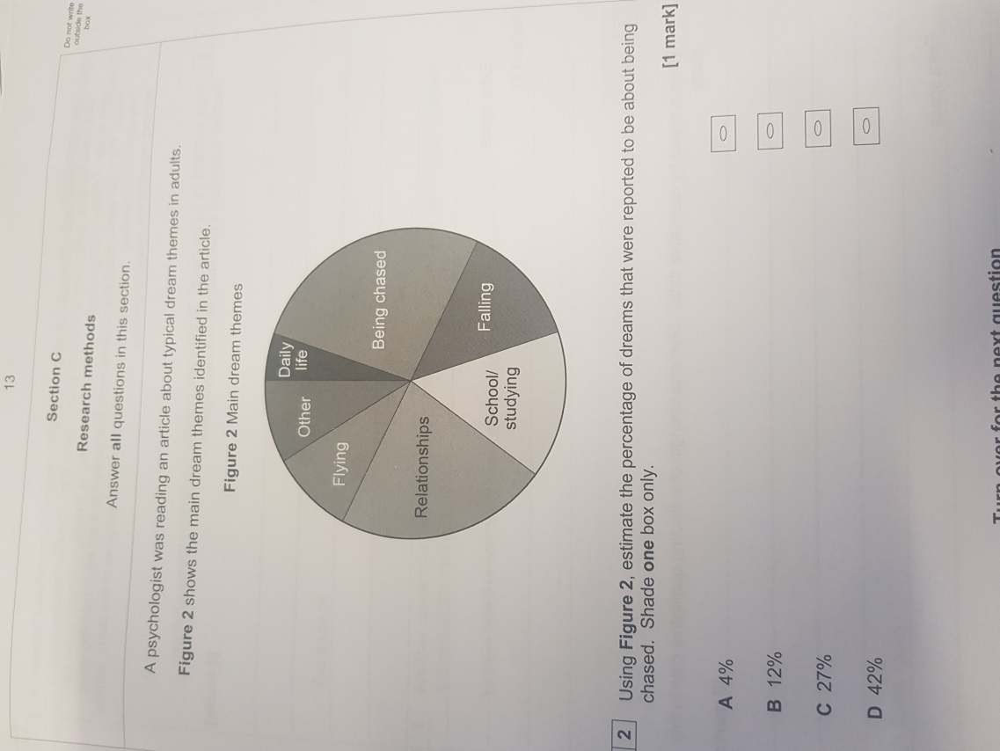 13
Do not write
outside the
box
Section C
Research methods
Answer all questions in this section.
A psychologist was reading an article about typical dream themes in adults.
Figure 2 shows the main dream themes identified in the article.
Figure 2 Main dream themes
Daily
life
Other
Being chased
Flying
Relationships
Falling
School/
studying
2 Using Figure 2, estimate the percentage of dreams that were reported to be about being
chased. Shade one box only.
[1 mark]
A 4%
B 12%
C 27%
D 42%
Turn over for the next question